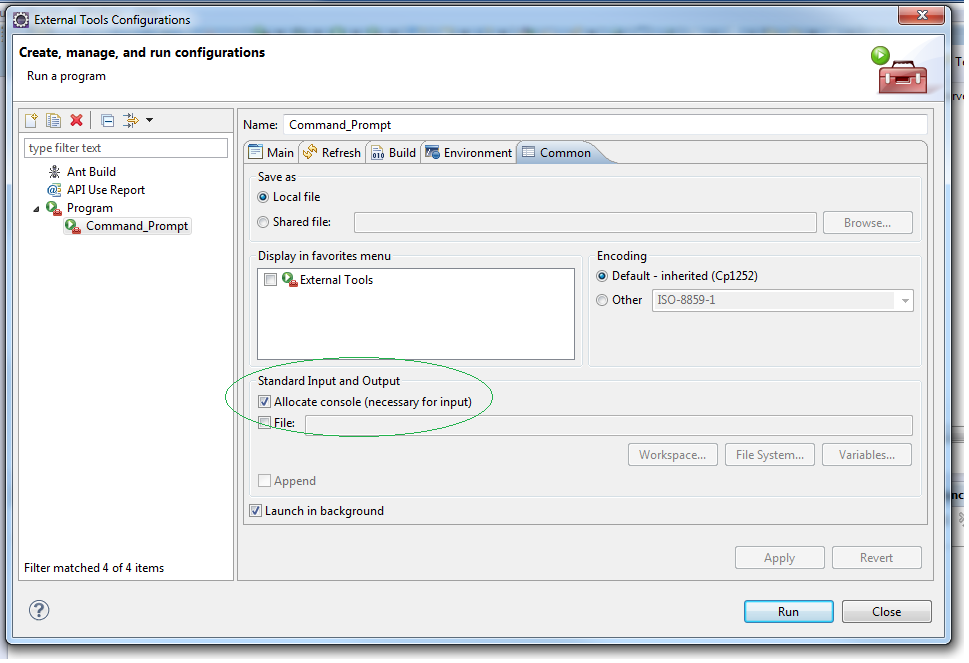 External Tools Configurations
Create, manage, and run configurations
Run a program
type filter text
Ant Build
API Use Report
Program
Command_Prompt
Filter matched 4 of 4 items
Name: Command_Prompt
Main Refresh Build Environment Common
Save as
Local file
Shared file: Browse...
Display in favorites menu
External Tools
Encoding
Default - inherited (Cp1252)
Other ISO-8859-1
Standard Input and Output
Allocate console (necessary for input)
File:
Workspace... File System... Variables...
Append
Launch in background
Apply Revert
Run Close